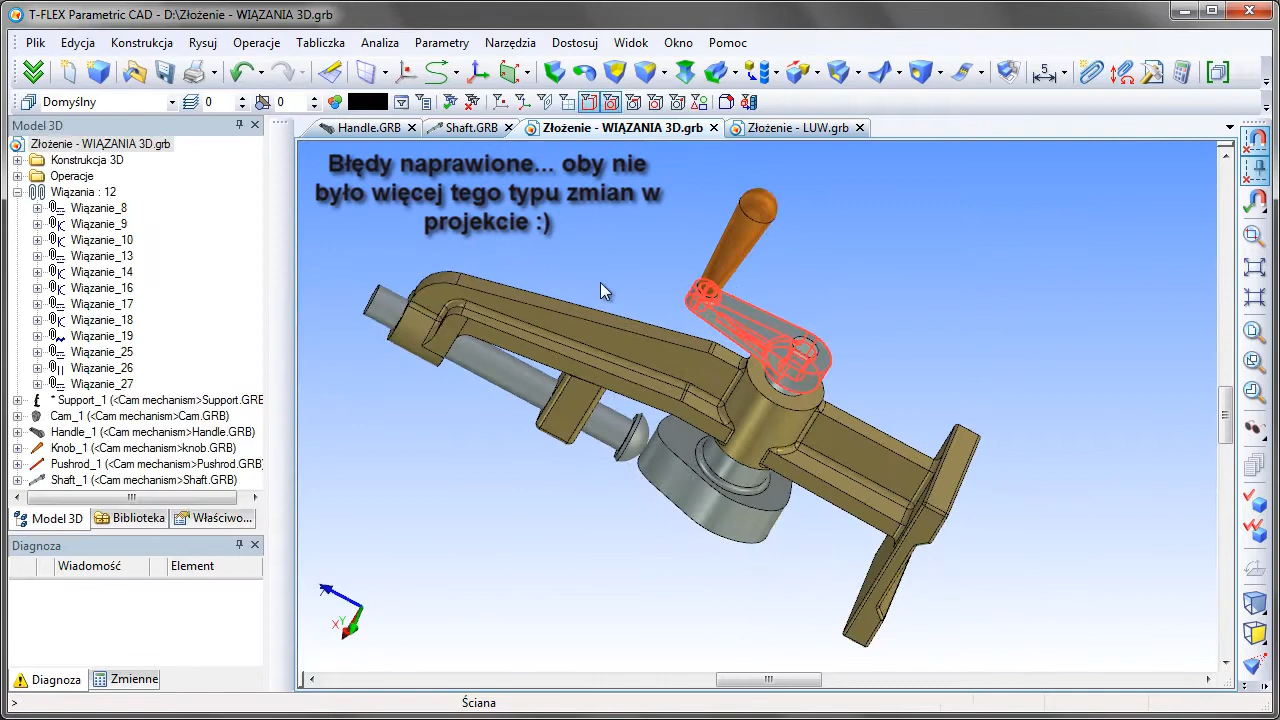 T-FLEX Parametric CAD - D:\Złożenie - WIĄZANIA 3D.grb
Plik Edycja Konstrukcja Rysuj Operacje Tabliczka Analiza Parametry Narzędzia Dostosuj Widok Okno Pomoc
5
Domyślny 0 0
Model 3D
Handle.GRB Shaft.GRB Złożenie - WIĄZANIA 3D.grb Złożenie - LUW.grb
Złożenie - WIĄZANIA 3D.grb
Konstrukcja 3D
Operacje
Wiązania : 12
Wiązanie_8
Wiązanie_9
Wiązanie_10
Wiązanie_13
Wiązanie_14
Wiązanie_16
Wiązanie_17
Wiązanie_18
Wiązanie_19
Wiązanie_25
Wiązanie_26
Wiązanie_27
* Support_1 (<Cam mechanism>Support.GRB
Cam_1 (<Cam mechanism>Cam.GRB)
Handle_1 (<Cam mechanism>Handle.GRB)
Knob_1 (<Cam mechanism>knob.GRB)
Pushrod_1 (<Cam mechanism>Pushrod.GRB)
Shaft_1 (<Cam mechanism>Shaft.GRB)
Model 3D Biblioteka Właściwo...
Diagnoza
Wiadomość Element
Diagnoza Zmienne
Błędy naprawione... oby nie
było więcej tego typu zmian w
projekcie :)
X Y
> Ściana